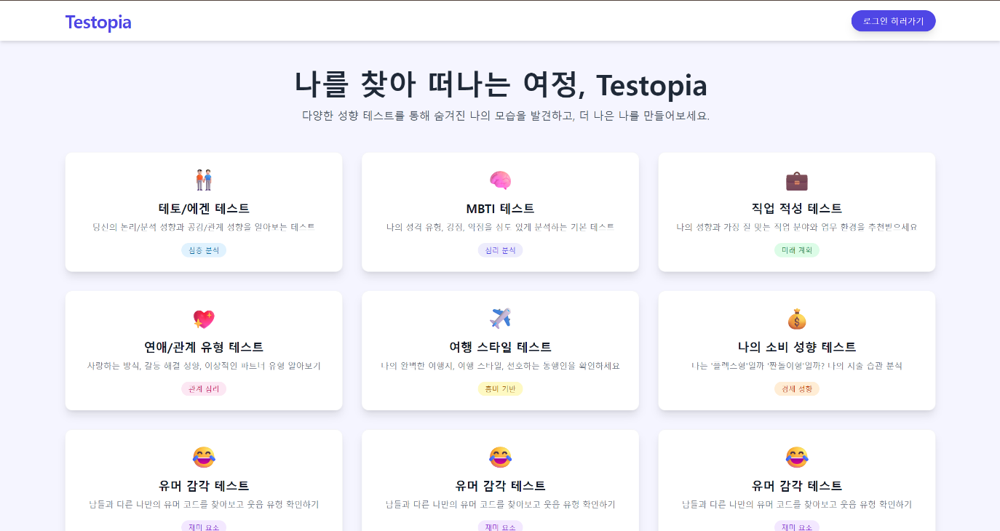 Testopia
로그인 하러가기
나를 찾아 떠나는 여정, Testopia
다양한 성향 테스트를 통해 숨겨진 나의 모습을 발견하고, 더 나은 나를 만들어보세요.
테토/에겐 테스트
당신의 논리/분석 성향과 공감/관계 성향을 알아보는 테스트
심층 분석
MBTI 테스트
나의 성격 유형, 강점, 약점을 심도 있게 분석하는 기본 테스트
심리 분석
직업 적성 테스트
나의 성향과 가장 잘 맞는 직업 분야와 업무 환경을 추천받으세요
미래 계획
연애/관계 유형 테스트
사랑하는 방식, 갈등 해결 성향, 이상적인 파트너 유형 알아보기
관계 심리
여행 스타일 테스트
나의 완벽한 여행지, 여행 스타일, 선호하는 동행인을 확인하세요
흥미 기반
나의 소비 성향 테스트
나는 '플렉스형'일까 '짠돌이형'일까? 나의 지출 습관 분석
경제 성향
유머 감각 테스트
남들과 다른 나만의 유머 코드를 찾아보고 웃음 유형 확인하기
재미 요소
유머 감각 테스트
남들과 다른 나만의 유머 코드를 찾아보고 웃음 유형 확인하기
재미 요소
유머 감각 테스트
남들과 다른 나만의 유머 코드를 찾아보고 웃음 유형 확인하기
재미 요소